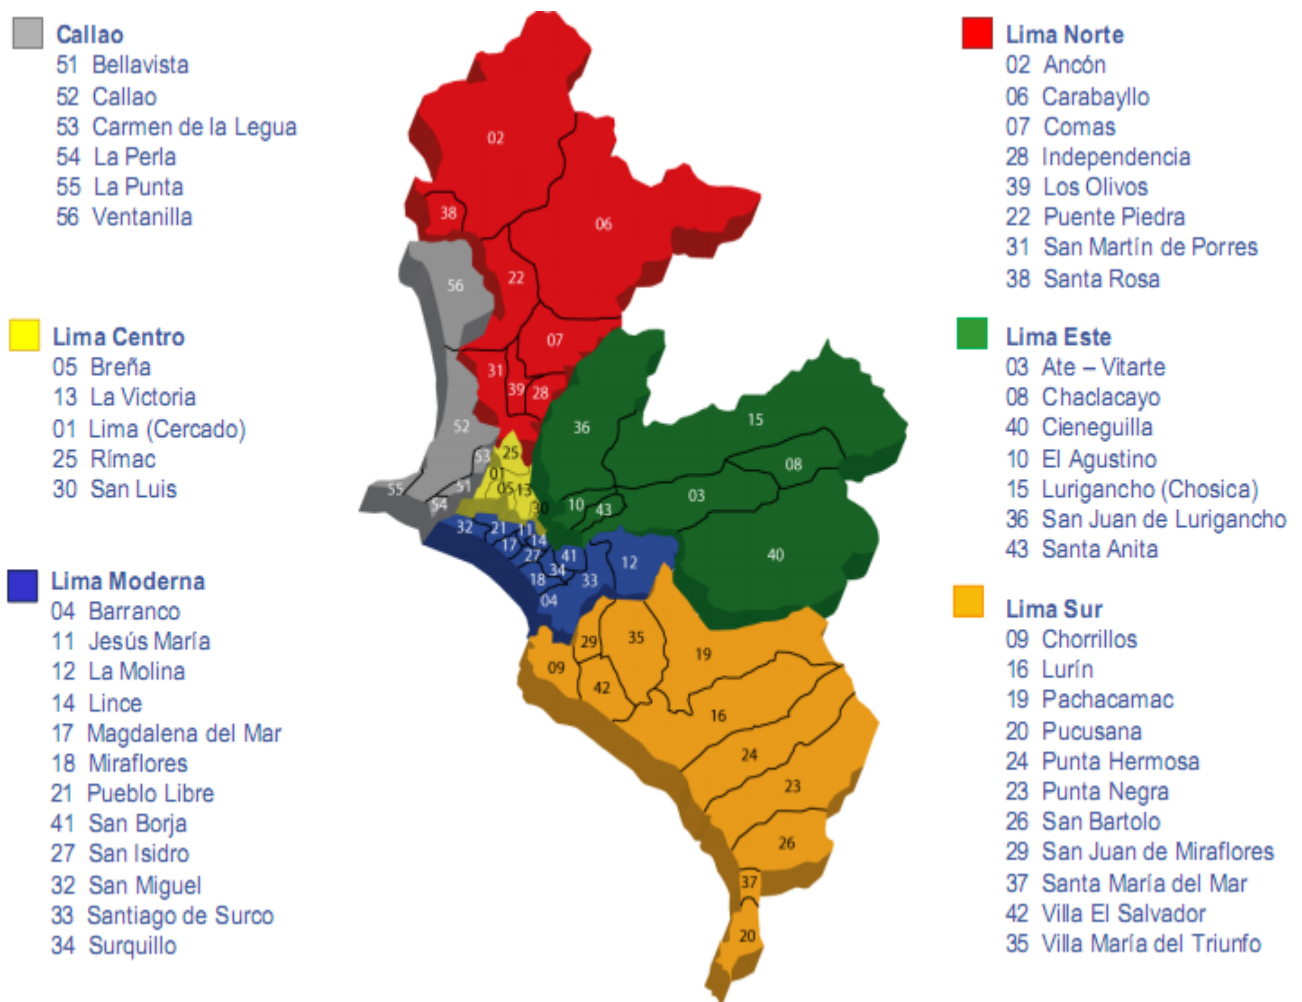 Callao
51 Bellavista
52 Callao
53 Carmen de la Legua
54 La Perla
55 La Punta
56 Ventanilla
Lima Centro
05 Breña
13 La Victoria
01 Lima (Cercado)
25 Rímac
30 San Luis
Lima Moderna
04 Barranco
11 Jesús María
12 La Molina
14 Lince
17 Magdalena del Mar
18 Miraflores
21 Pueblo Libre
41 San Borja
27 San Isidro
32 San Miguel
33 Santiago de Surco
34 Surquillo
02
38
06
56
22
07
31
39
28
52
36
15
53
25
08
01
51
05
13
03
55
54
30
10
43
32
21
11
14
17
27
41
12
40
34
18
33
04
29
35
19
09
42
16
24
23
26
37
20
Lima Norte
02 Ancón
06 Carabayllo
07 Comas
28 Independencia
39 Los Olivos
22 Puente Piedra
31 San Martín de Porres
38 Santa Rosa
Lima Este
03 Ate – Vitarte
08 Chaclacayo
40 Cieneguilla
10 El Agustino
15 Lurigancho (Chosica)
36 San Juan de Lurigancho
43 Santa Anita
Lima Sur
09 Chorrillos
16 Lurín
19 Pachacamac
20 Pucusana
24 Punta Hermosa
23 Punta Negra
26 San Bartolo
29 San Juan de Miraflores
37 Santa María del Mar
42 Villa El Salvador
35 Villa María del Triunfo